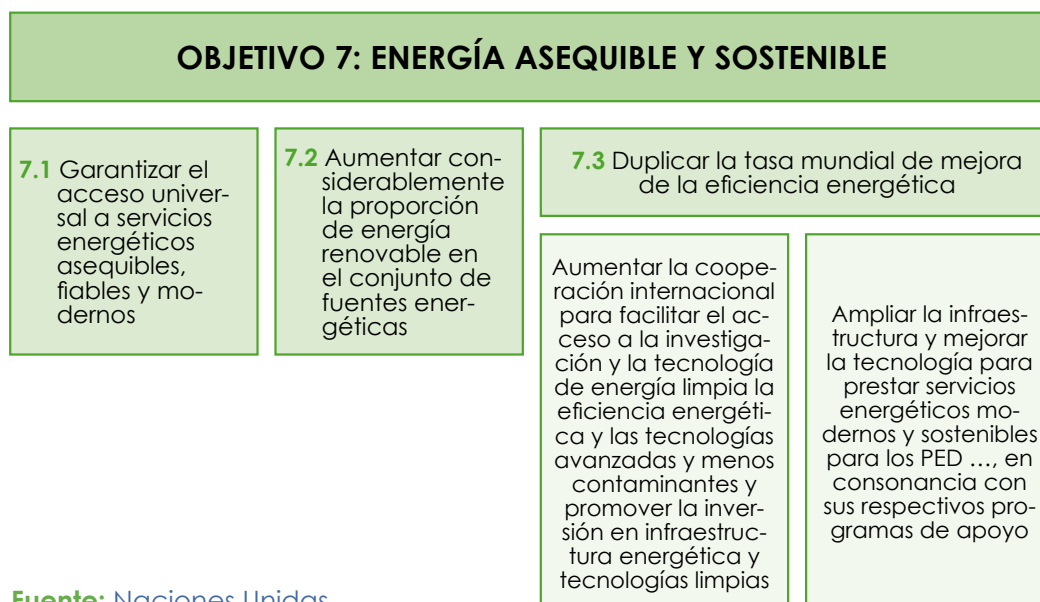 OBJETIVO 7: ENERGÍA ASEQUIBLE Y SOSTENIBLE
7.1 Garantizar el
acceso univer-
sal a servicios
energéticos
asequibles,
fiables y mo-
dernos
7.2 Aumentar con-
siderablemente
la proporción
de energía
renovable en
el conjunto de
fuentes ener-
géticas
7.3 Duplicar la tasa mundial de mejora
de la eficiencia energética
Aumentar la coope-
ración internacional
para facilitar el ac-
ceso a la investiga-
ción y la tecnología
de energía limpia la
eficiencia energéti-
ca y las tecnologías
avanzadas y menos
contaminantes y
promover la inver-
sión en infraestruc-
tura energética y
tecnologías limpias
Ampliar la infraes-
tructura y mejorar
la tecnología para
prestar servicios
energéticos mo-
dernos y sostenibles
para los PED ..., en
consonancia con
sus respectivos pro-
gramas de apoyo
Fuente: Naciones Unidas